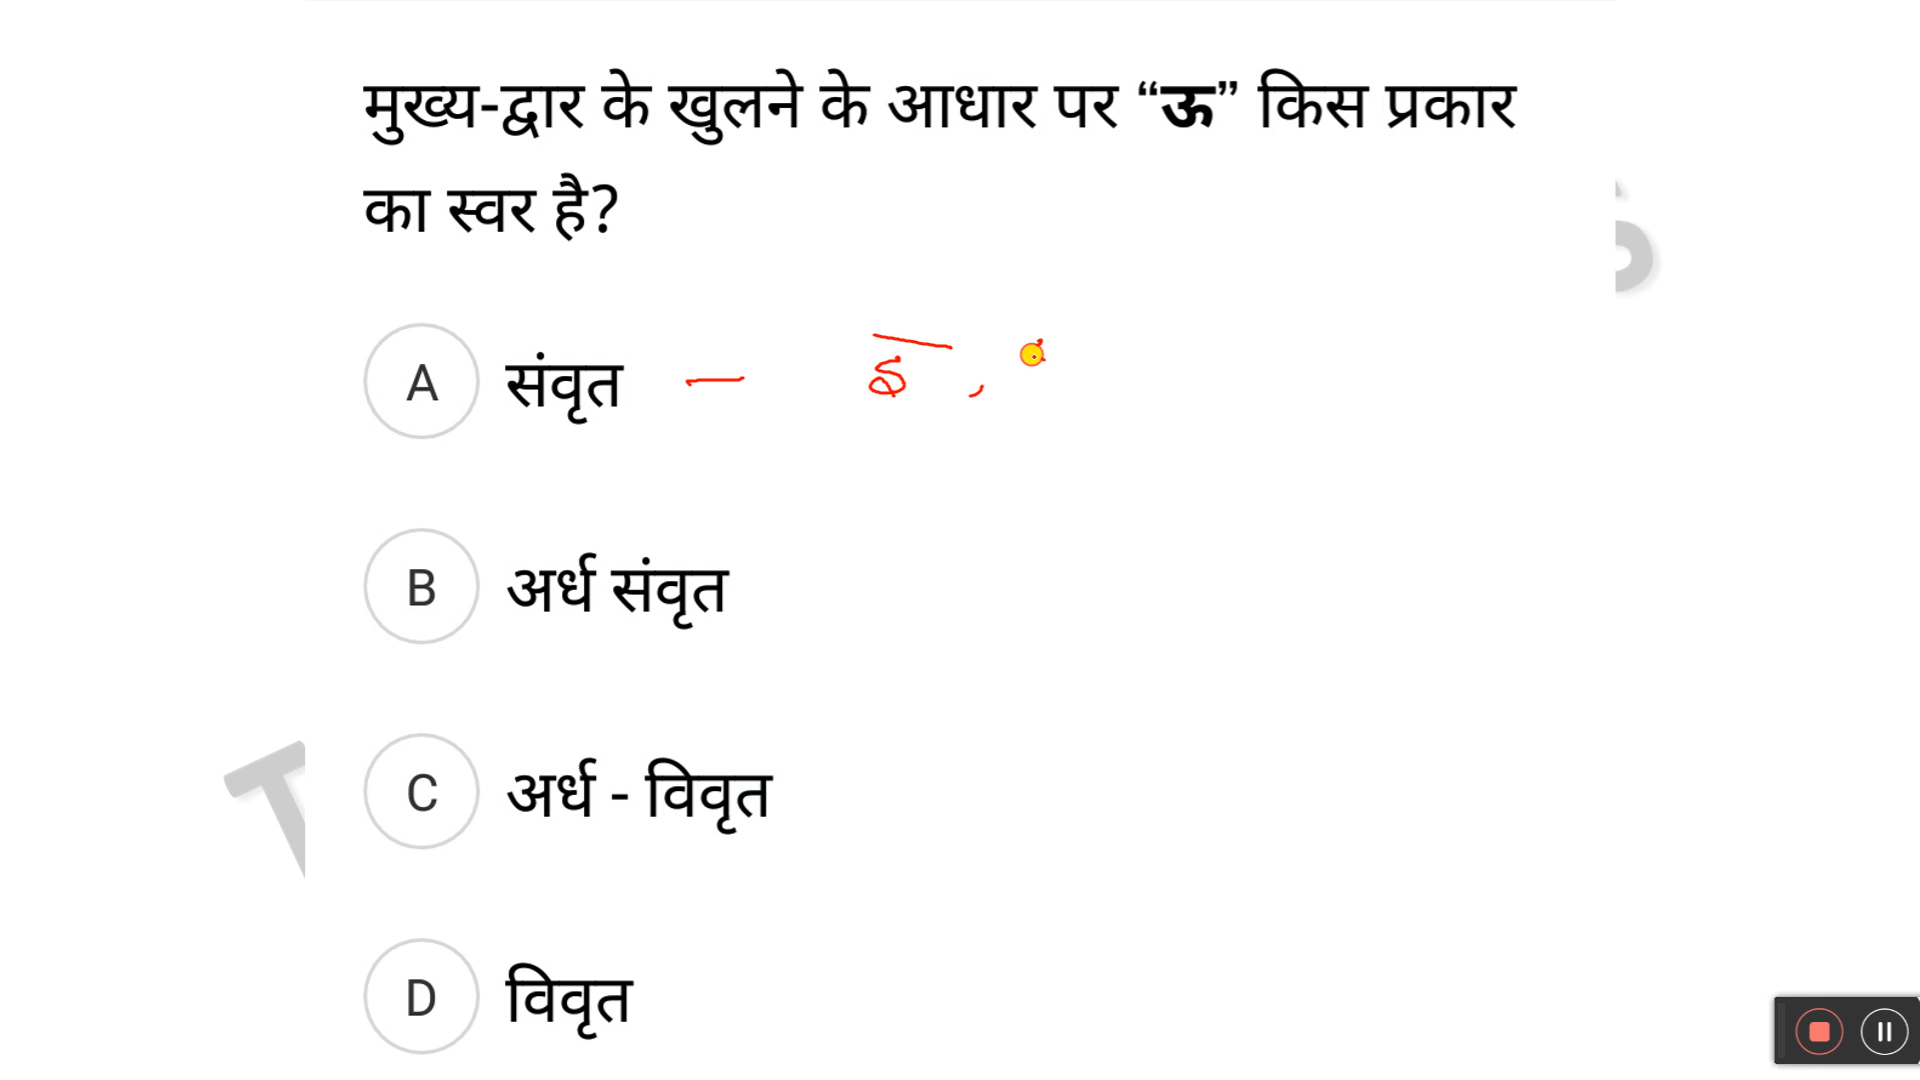 मुख्य-द्वार के खुलने के आधार पर “ऊ” किस प्रकार
का स्वर है?
A संवृत - इ ,
B अर्ध संवृत
C अर्ध - विवृत
D विवृत